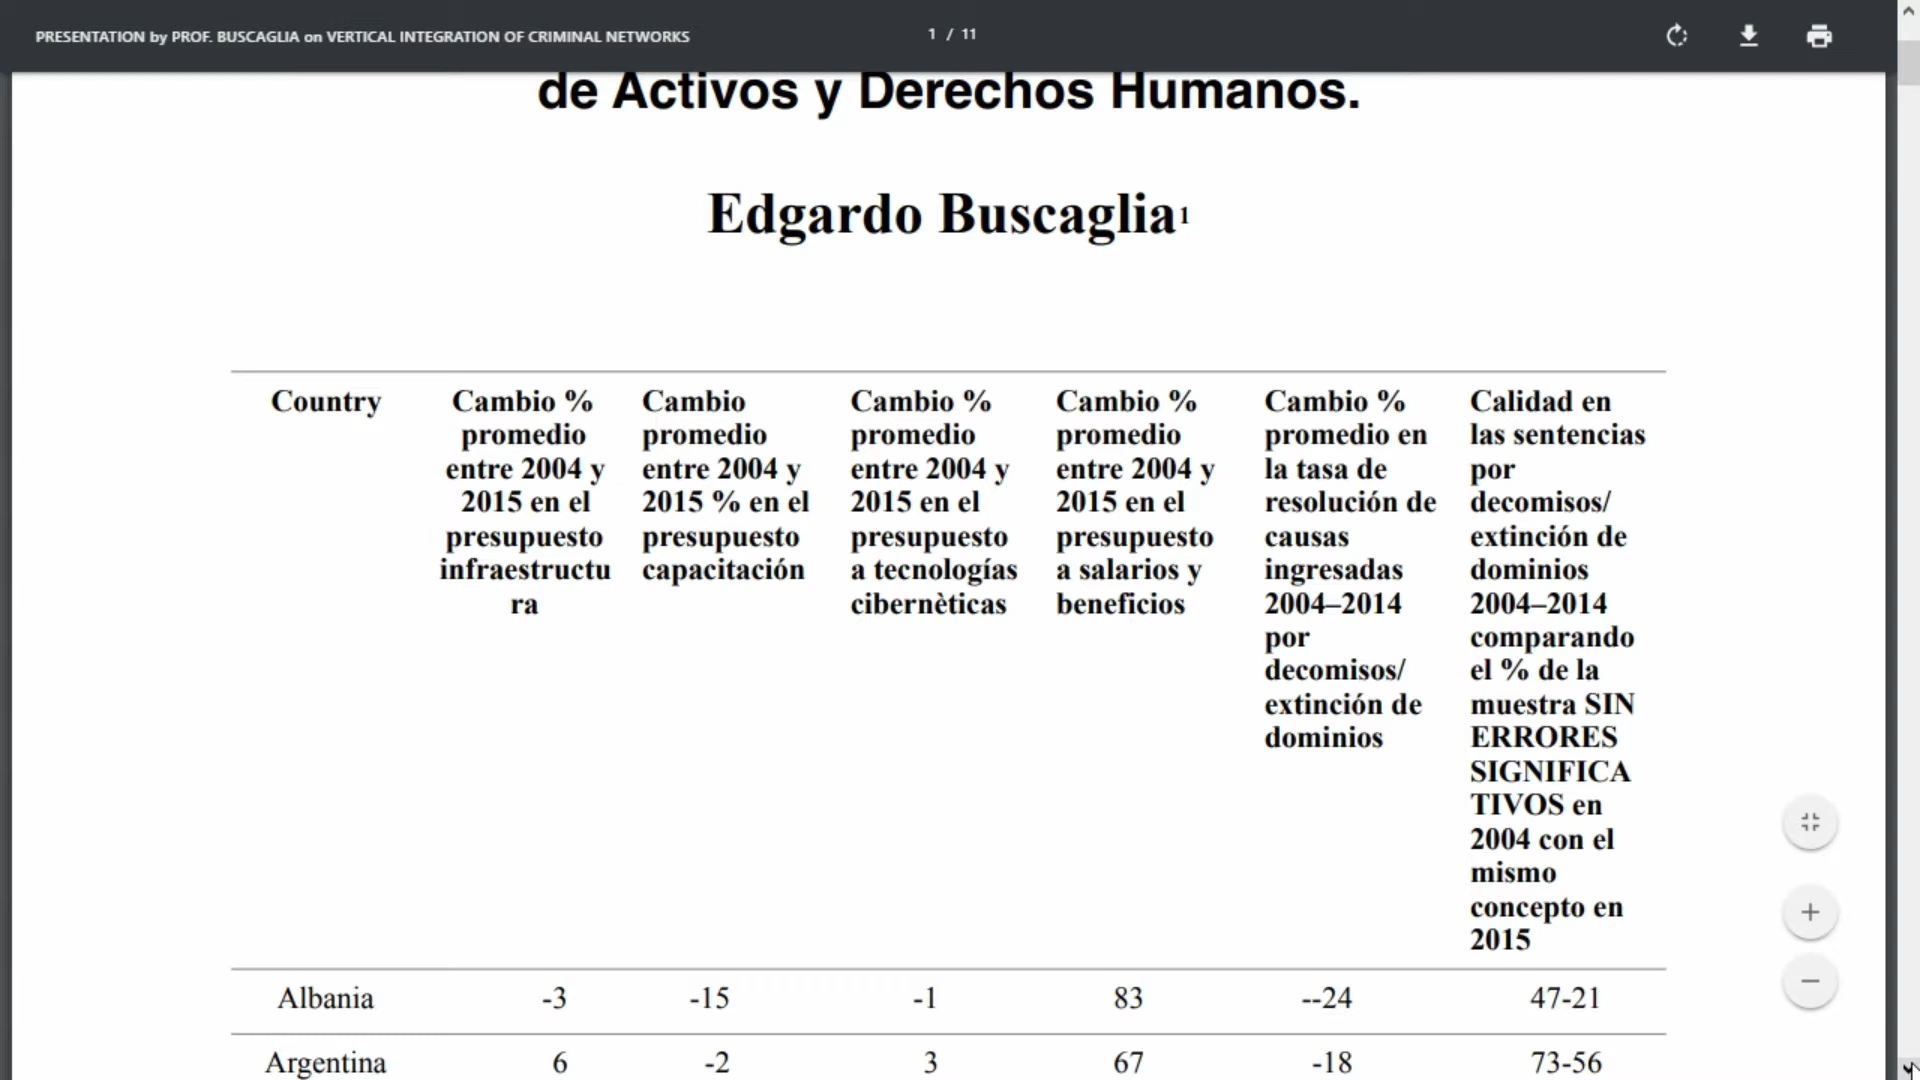 PRESENTATION by PROF. BUSCAGLIA on VERTICAL INTEGRATION OF CRIMINAL NETWORKS
1 / 11
de Activos y Derechos Humanos.
Edgardo Buscaglia1
Country
Cambio %
promedio
entre 2004 y
2015 en el
presupuesto
infraestructu
ra
Cambio
promedio
entre 2004 y
2015 % en el
presupuesto
capacitación
Cambio %
promedio
entre 2004 y
2015 en el
presupuesto
a tecnologías
cibernèticas
Cambio %
promedio
entre 2004 y
2015 en el
presupuesto
a salarios y
beneficios
Cambio %
promedio en
la tasa de
resolución de
causas
ingresadas
2004–2014
por
decomisos/
extinción de
dominios
Calidad en
las sentencias
por
decomisos/
extinción de
dominios
2004–2014
comparando
el % de la
muestra SIN
ERRORES
SIGNIFICA
TIVOS en
2004 con el
mismo
concepto en
2015
Albania -3 -15 -1 83 --24 47-21
Argentina 6 -2 3 67 -18 73-56